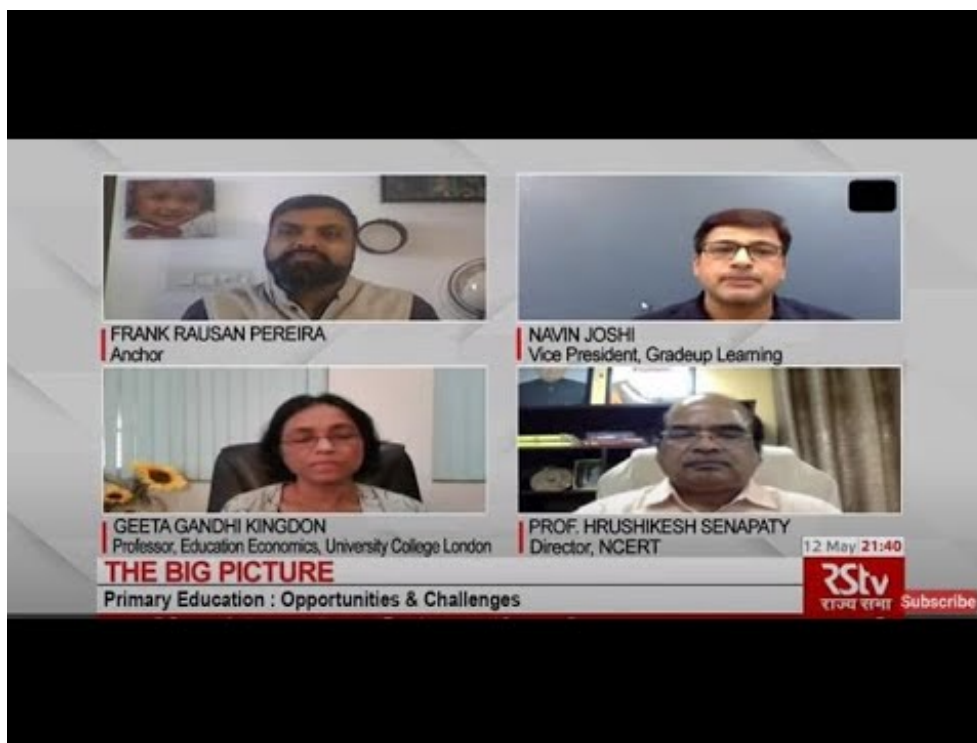 FRANK RAUSAN PEREIRA
Anchor
NAVIN JOSHI
Vice President, Gradeup Learning
GEETA GANDHI KINGDON
Professor, Education Economics, University College London
PROF. HRUSHIKESH SENAPATY
Director, NCERT
12 May 21:40
THE BIG PICTURE
Primary Education : Opportunities & Challenges
RStv
राज्य सभा
Subscribe